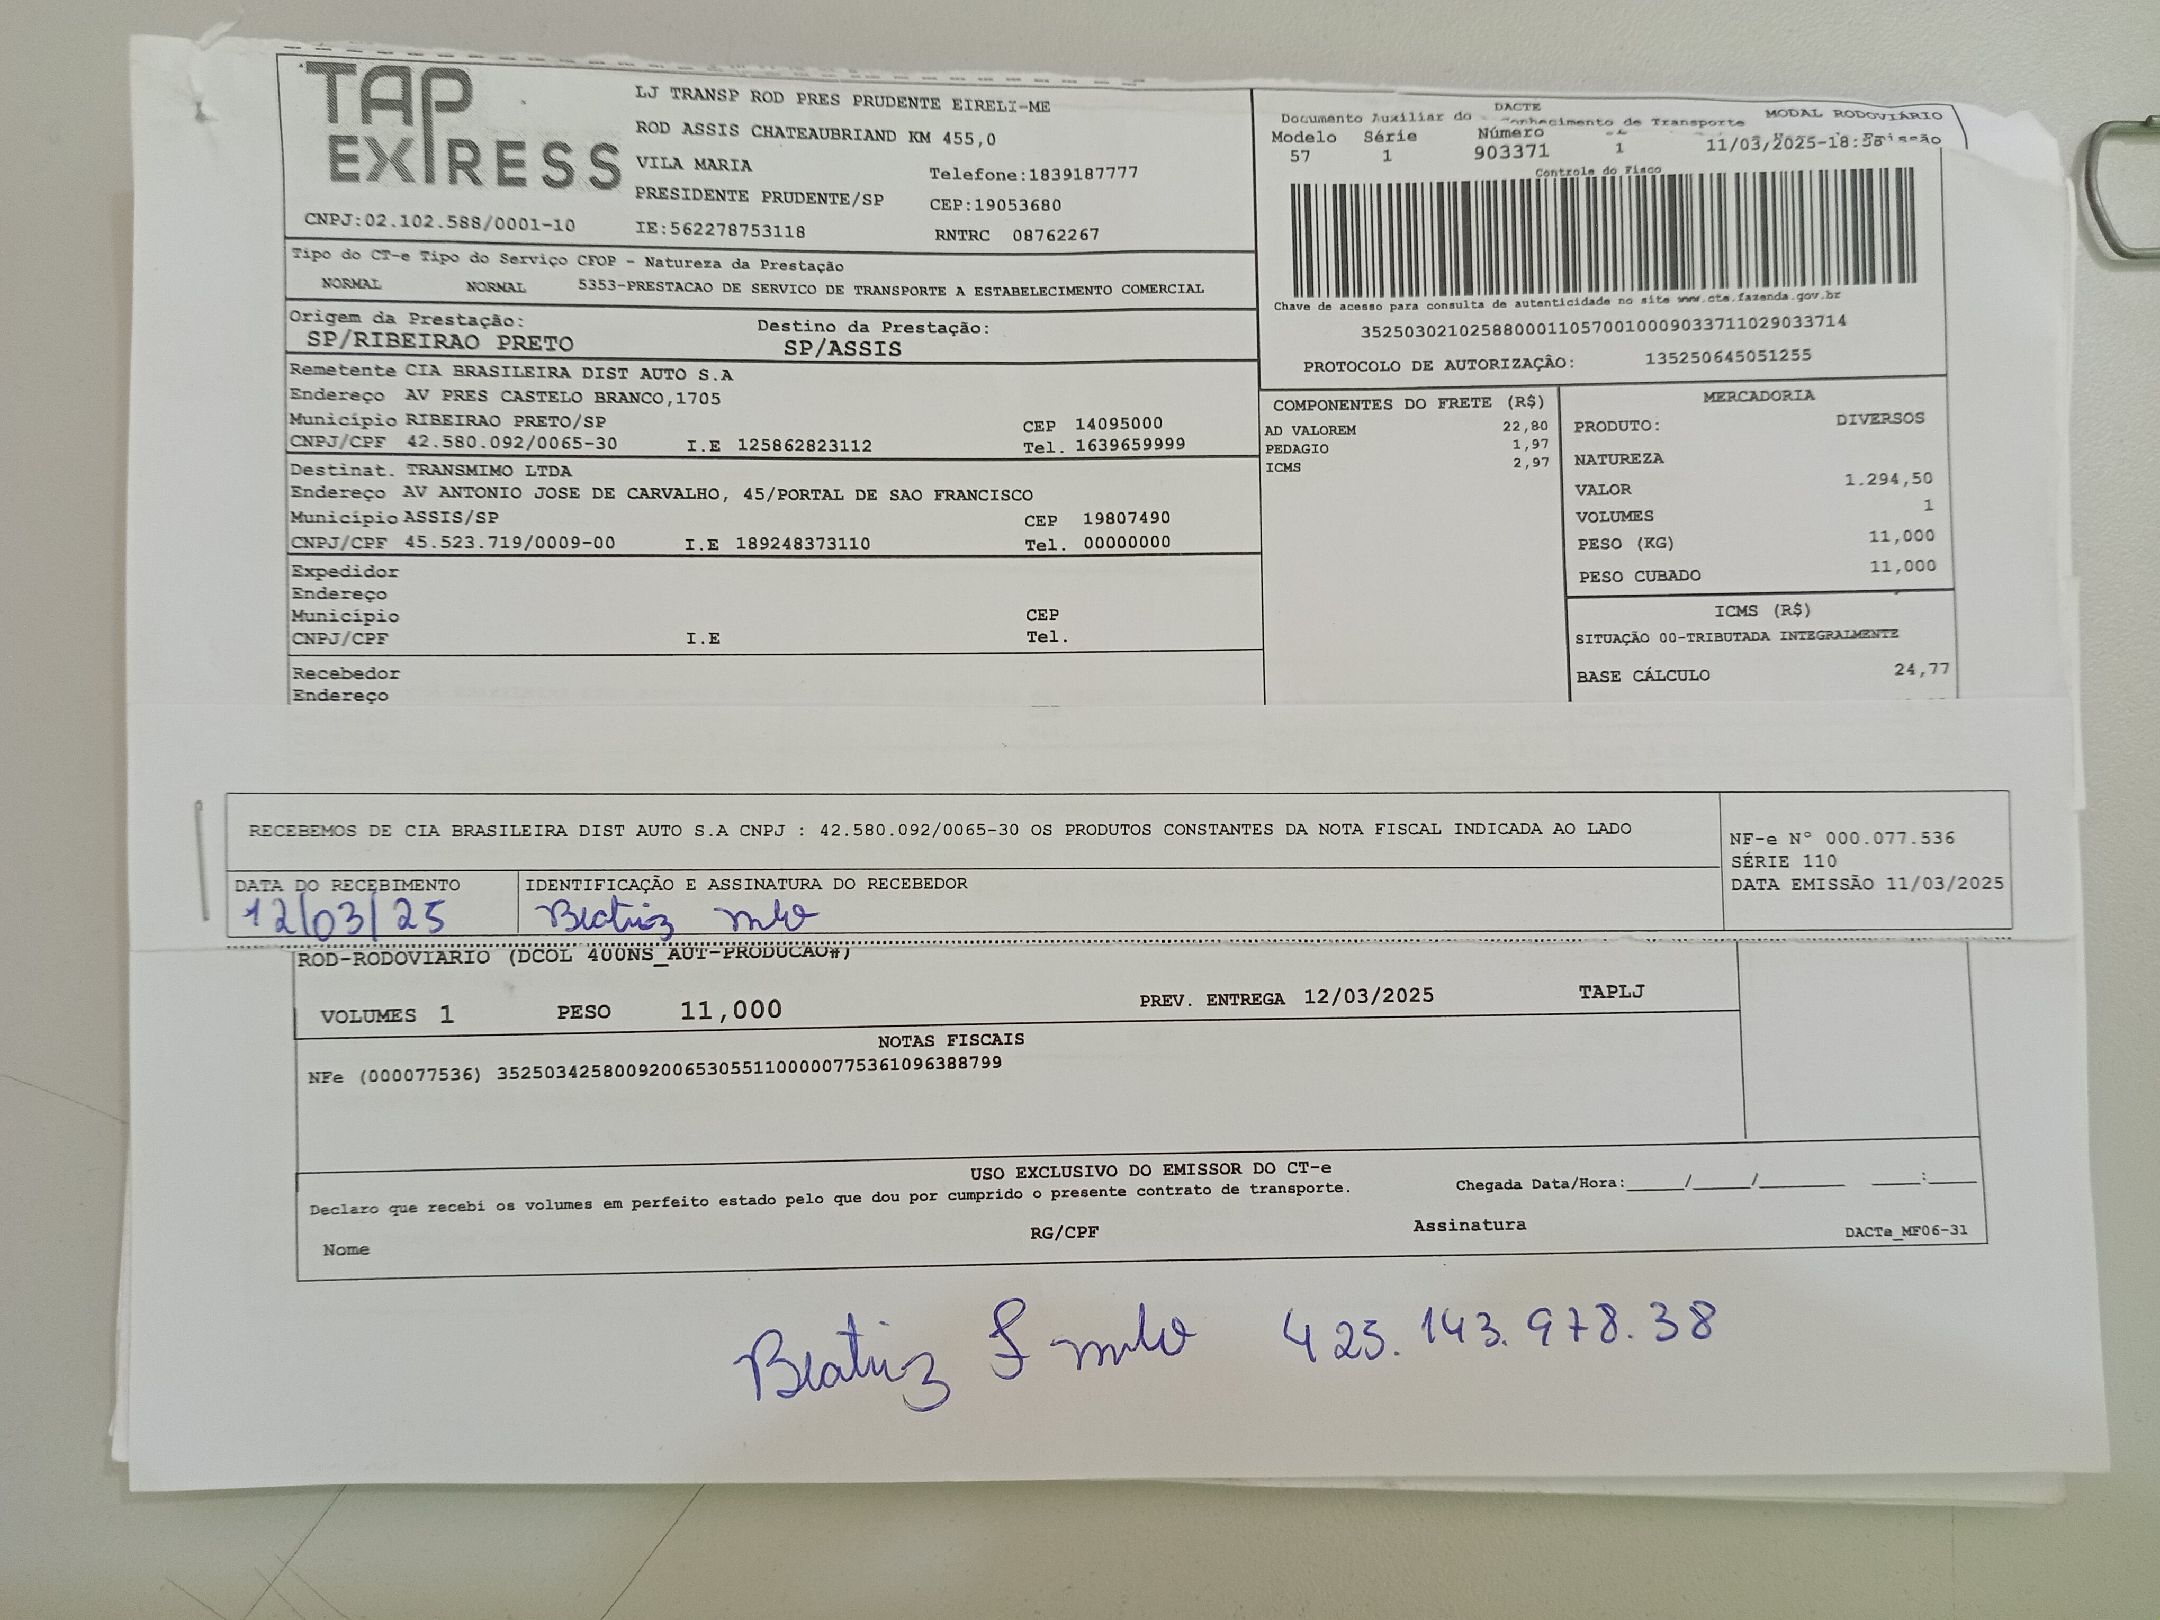 TAP EXPRESS
CNPJ:02.102.588/0001-10
LJ TRANSP ROD PRES PRUDENTE EIRELI-ME
ROD ASSIS CHATEAUBRIAND KM 455,0
VILA MARIA Telefone:1839187777
PRESIDENTE PRUDENTE/SP CEP:19053680
IE:562278753118 RNTRC 08762267
DACTE MODAL RODOVIÁRIO
Documento Auxiliar do Conhecimento de Transporte
Modelo Série Número Emissão
57 1 903371 1 11/03/2025-18:58
Controle do Fisco
Chave de acesso para consulta de autenticidade no site www.cte.fazenda.gov.br
35250302102588000110570010009033711029033714
PROTOCOLO DE AUTORIZAÇÂO: 135250645051255
Tipo do CT-e Tipo do Serviço CFOP - Natureza da Prestação
NORMAL NORMAL 5353-PRESTACAO DE SERVICO DE TRANSPORTE A ESTABELECIMENTO COMERCIAL
Origem da Prestação: Destino da Prestação:
SP/RIBEIRAO PRETO SP/ASSIS
Remetente CIA BRASILEIRA DIST AUTO S.A
Endereço AV PRES CASTELO BRANCO,1705
Município RIBEIRAO PRETO/SP CEP 14095000
CNPJ/CPF 42.580.092/0065-30 I.E 125862823112 Tel. 1639659999
Destinat. TRANSMIMO LTDA
Endereço AV ANTONIO JOSE DE CARVALHO, 45/PORTAL DE SAO FRANCISCO
Município ASSIS/SP CEP 19807490
CNPJ/CPF 45.523.719/0009-00 I.E 189248373110 Tel. 00000000
Expedidor
Endereço
Município CEP
CNPJ/CPF I.E Tel.
Recebedor
Endereço
COMPONENTES DO FRETE (R$)
AD VALOREM 22,80
PEDAGIO 1,97
ICMS 2,97
MERCADORIA
PRODUTO: DIVERSOS
NATUREZA
VALOR 1.294,50
VOLUMES 1
PESO (KG) 11,000
PESO CUBADO 11,000
ICMS (R$)
SITUAÇÃO 00-TRIBUTADA INTEGRALMENTE
BASE CÁLCULO 24,77
RECEBEMOS DE CIA BRASILEIRA DIST AUTO S.A CNPJ : 42.580.092/0065-30 OS PRODUTOS CONSTANTES DA NOTA FISCAL INDICADA AO LADO
NF-e N° 000.077.536
SÉRIE 110
DATA EMISSÃO 11/03/2025
DATA DO RECEBIMENTO IDENTIFICAÇÃO E ASSINATURA DO RECEBEDOR
12/03/25 Beatriz
ROD-RODOVIARIO (DCOL 400NS_AUT-PRODUCAO#)
VOLUMES 1 PESO 11,000 PREV. ENTREGA 12/03/2025 TAPLJ
NOTAS FISCAIS
NFe (000077536) 35250342580092006530551100000775361096388799
USO EXCLUSIVO DO EMISSOR DO CT-e
Declaro que recebi os volumes em perfeito estado pelo que dou por cumprido o presente contrato de transporte. Chegada Data/Hora:____/____/______ ____:____
Nome RG/CPF Assinatura DACTe_MF06-31
Beatriz 425.143.978.38